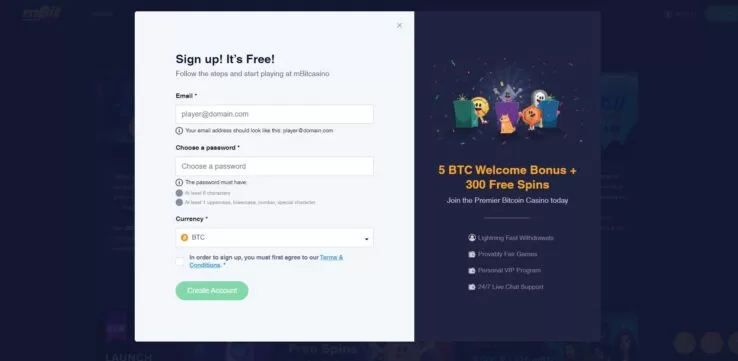 mBit
Sign up! It's Free!
Follow the steps and start playing at mBitcasino
Email *
player@domain.com
Your email address should look like this: player@domain.com
Choose a password *
Choose a password
The password must have:
At least 8 characters
At least 1 uppercase, lowercase, number, special character
Currency *
BTC
In order to sign up, you must first agree to our Terms &
Conditions. *
Create Account
5 BTC Welcome Bonus +
300 Free Spins
Join the Premier Bitcoin Casino today
Lightning Fast Withdrawals
Provably Fair Games
Personal VIP Program
24/7 Live Chat Support
LAUNCH
Free Spins